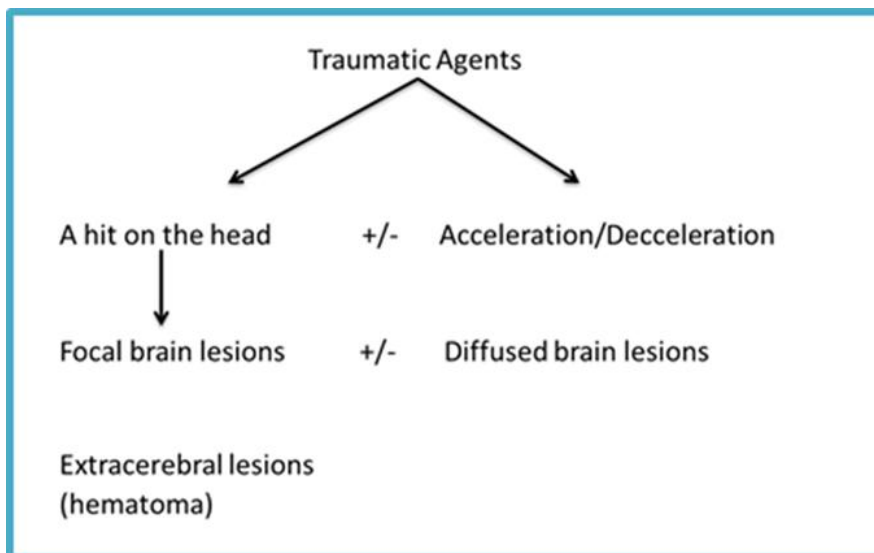 Traumatic Agents
A hit on the head +/- Acceleration/Decceleration
Focal brain lesions +/- Diffused brain lesions
Extracerebral lesions
(hematoma)